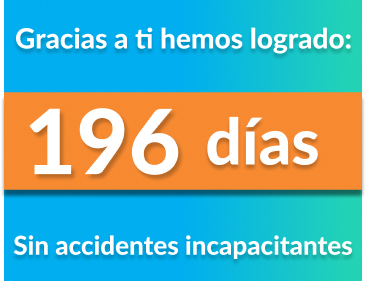 Gracias a ti hemos logrado:
196 días
Sin accidentes incapacitantes